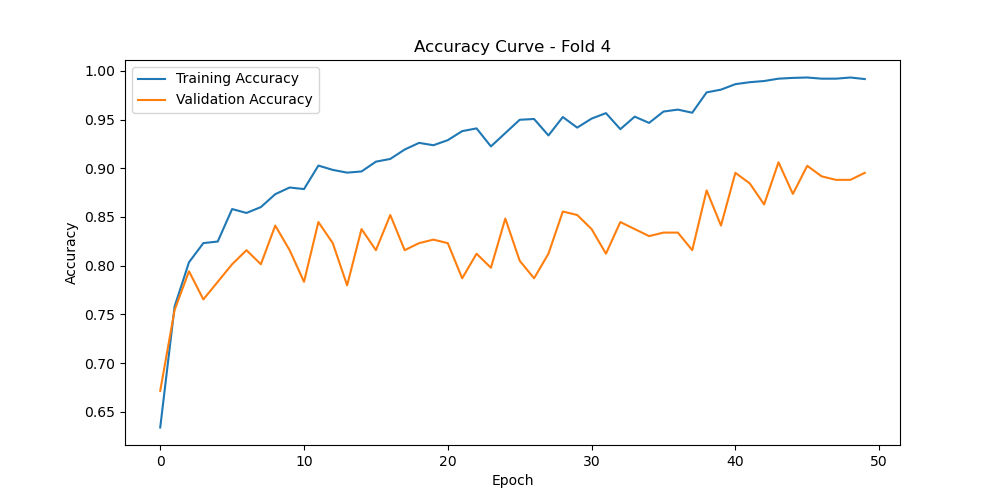 Accuracy Curve - Fold 4
Training Accuracy
Validation Accuracy
Accuracy
1.00
0.95
0.90
0.85
0.80
0.75
0.70
0.65
0 10 20 30 40 50
Epoch